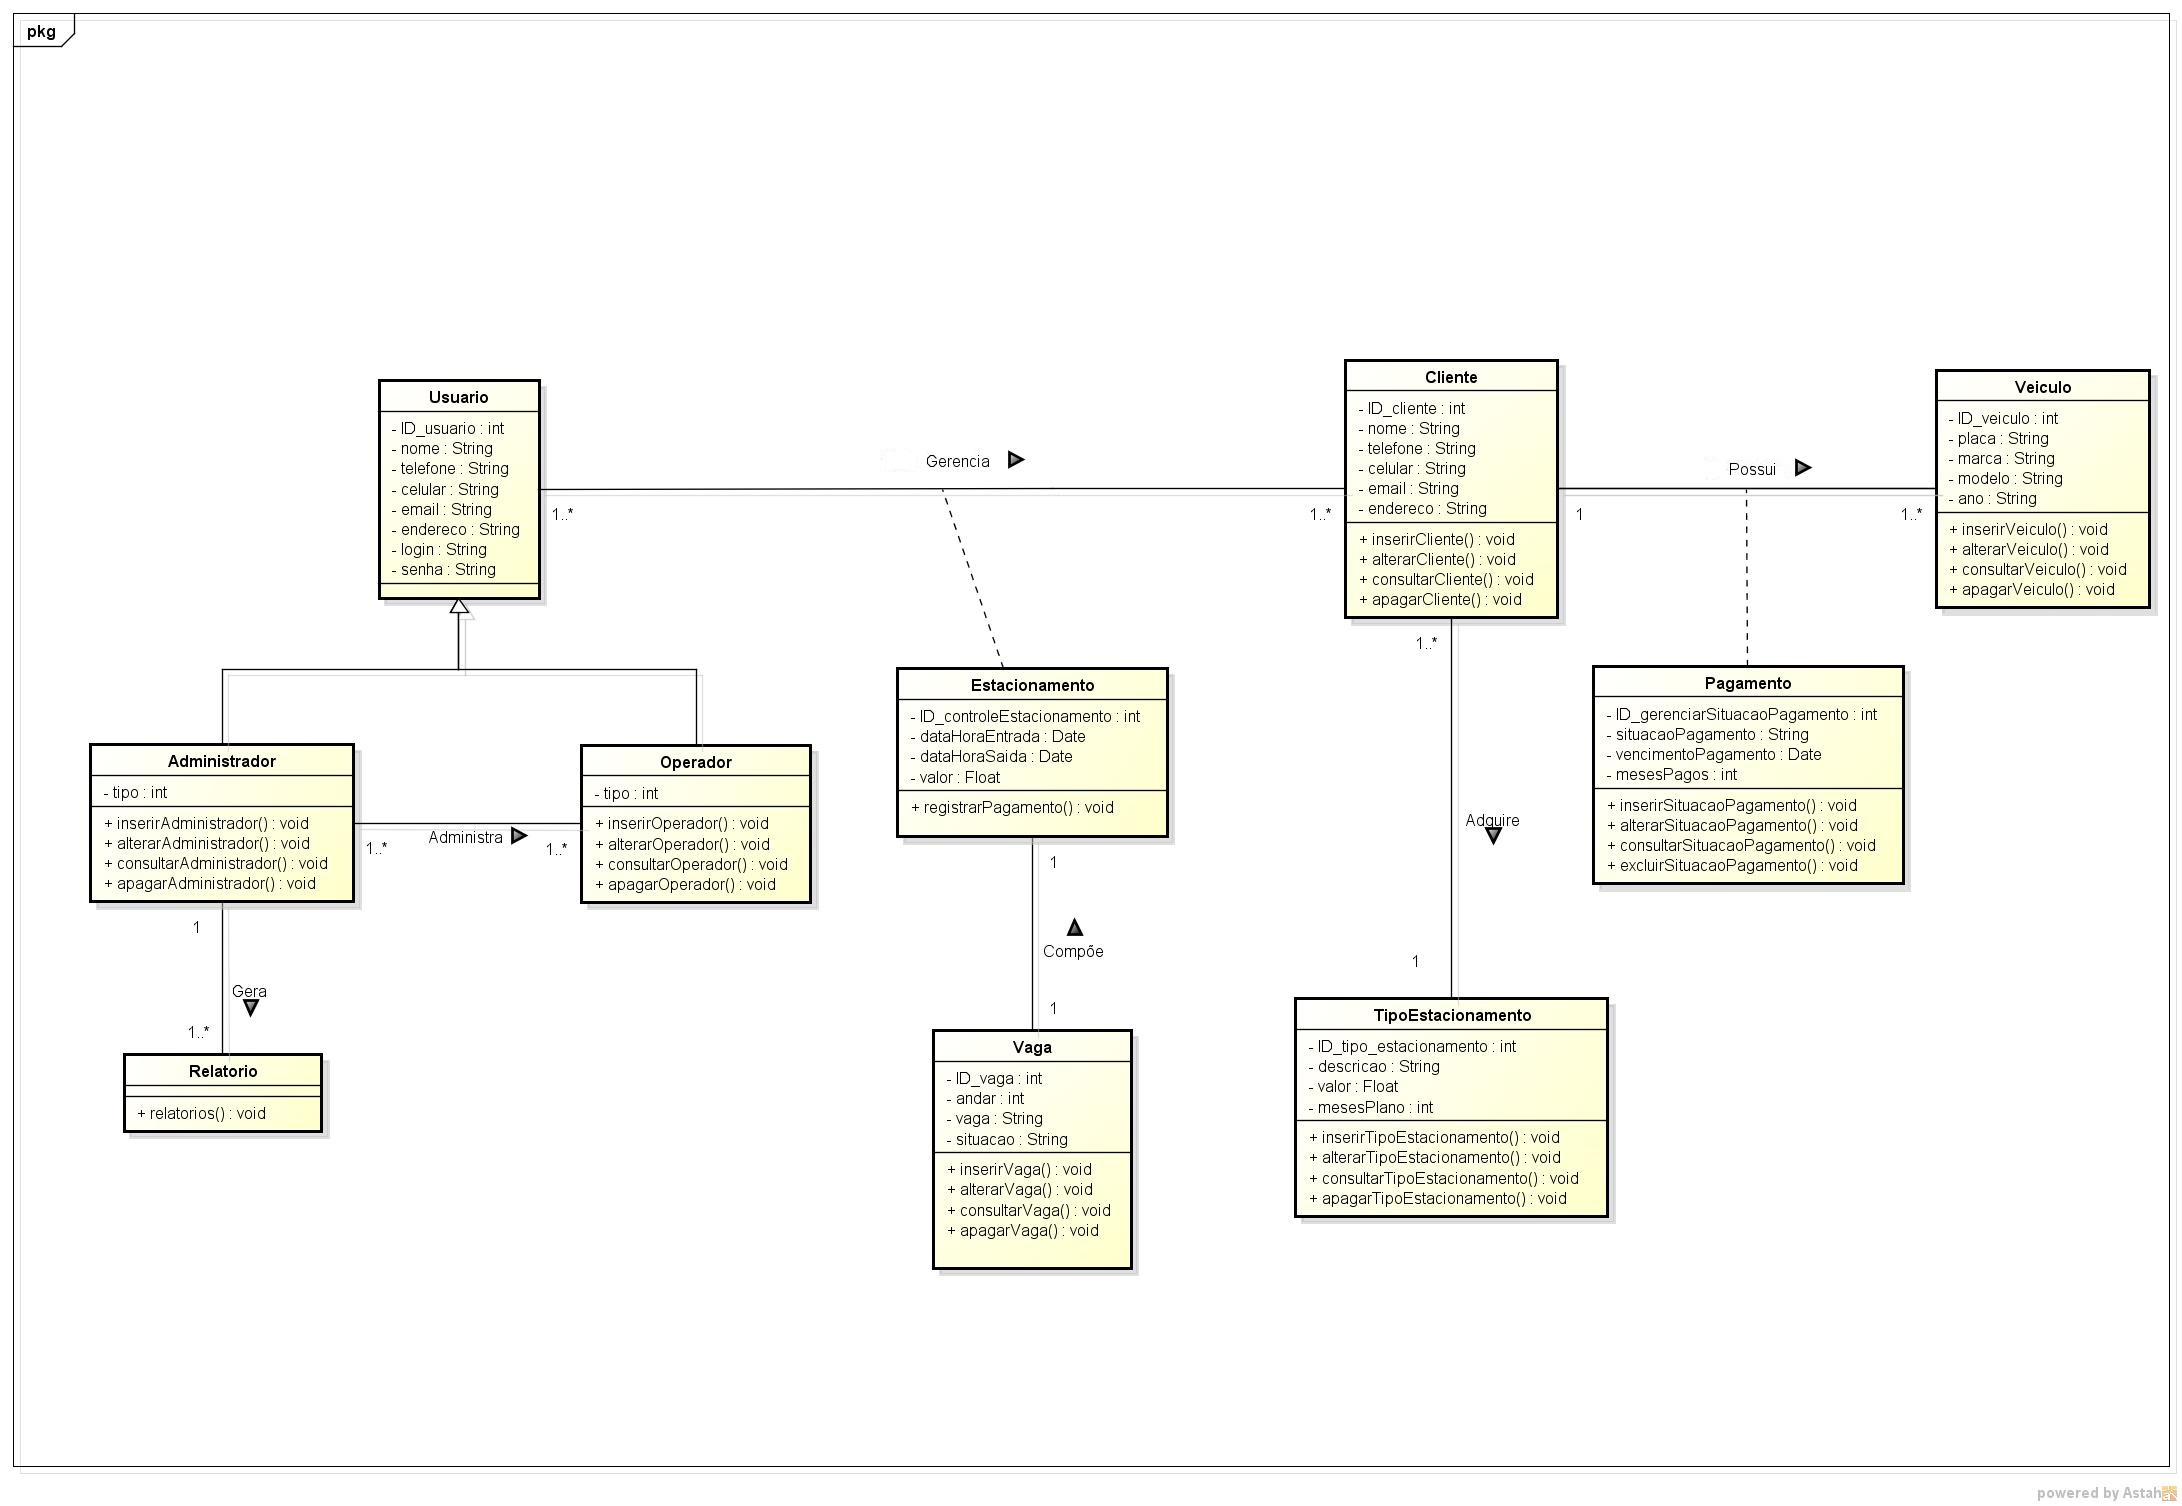 pkg
Usuario
- ID_usuario : int
- nome : String
- telefone : String
- celular : String
- email : String
- endereco : String
- login : String
- senha : String
1..*
Gerencia
1..*
Cliente
- ID_cliente : int
- nome : String
- telefone : String
- celular : String
- email : String
- endereco : String
+ inserirCliente() : void
+ alterarCliente() : void
+ consultarCliente() : void
+ apagarCliente() : void
1
Possui
1..*
Veiculo
- ID_veiculo : int
- placa : String
- marca : String
- modelo : String
- ano : String
+ inserirVeiculo() : void
+ alterarVeiculo() : void
+ consultarVeiculo() : void
+ apagarVeiculo() : void
Administrador
- tipo : int
+ inserirAdministrador() : void
+ alterarAdministrador() : void
+ consultarAdministrador() : void
+ apagarAdministrador() : void
1..*
Administra
1..*
Operador
- tipo : int
+ inserirOperador() : void
+ alterarOperador() : void
+ consultarOperador() : void
+ apagarOperador() : void
Estacionamento
- ID_controleEstacionamento : int
- dataHoraEntrada : Date
- dataHoraSaida : Date
- valor : Float
+ registrarPagamento() : void
1..*
Adquire
1
Pagamento
- ID_gerenciarSituacaoPagamento : int
- situacaoPagamento : String
- vencimentoPagamento : Date
- mesesPagos : int
+ inserirSituacaoPagamento() : void
+ alterarSituacaoPagamento() : void
+ consultarSituacaoPagamento() : void
+ excluirSituacaoPagamento() : void
1
Gera
1..*
Relatorio
+ relatorios() : void
1
Compõe
1
Vaga
- ID_vaga : int
- andar : int
- vaga : String
- situacao : String
+ inserirVaga() : void
+ alterarVaga() : void
+ consultarVaga() : void
+ apagarVaga() : void
TipoEstacionamento
- ID_tipo_estacionamento : int
- descricao : String
- valor : Float
- mesesPlano : int
+ inserirTipoEstacionamento() : void
+ alterarTipoEstacionamento() : void
+ consultarTipoEstacionamento() : void
+ apagarTipoEstacionamento() : void
powered by Astah